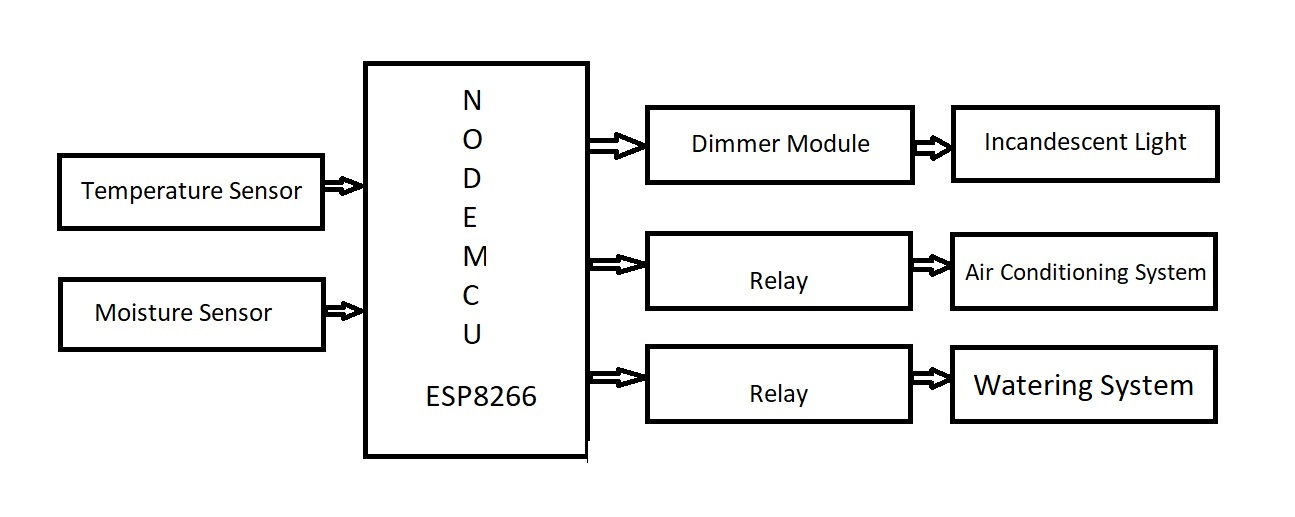 Temperature Sensor
Moisture Sensor
N
O
D
E
M
C
U
ESP8266
Dimmer Module
Incandescent Light
Relay
Air Conditioning System
Relay
Watering System